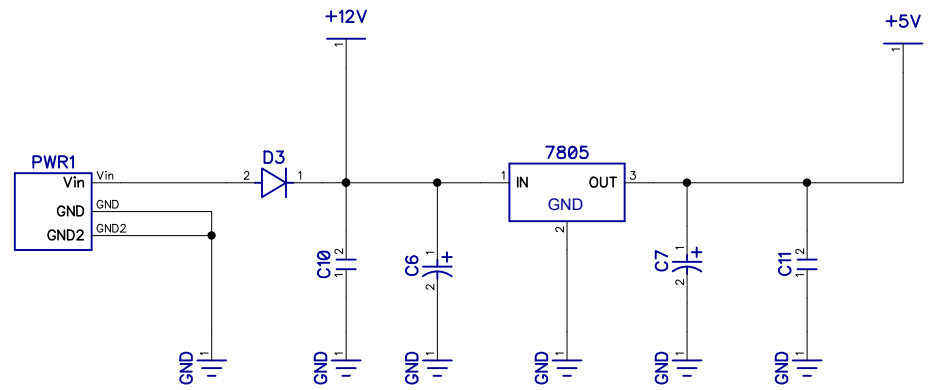 +12V
1
+5V
1
PWR1
Vin Vin
GND GND
GND2 GND2
2 D3 1
7805
1 IN OUT 3
GND
2
C10 2 1
C6 1 + 2
C7 1 + 2
C11 2 1
GND 1
GND 1
GND 1
GND 1
GND 1
GND 1